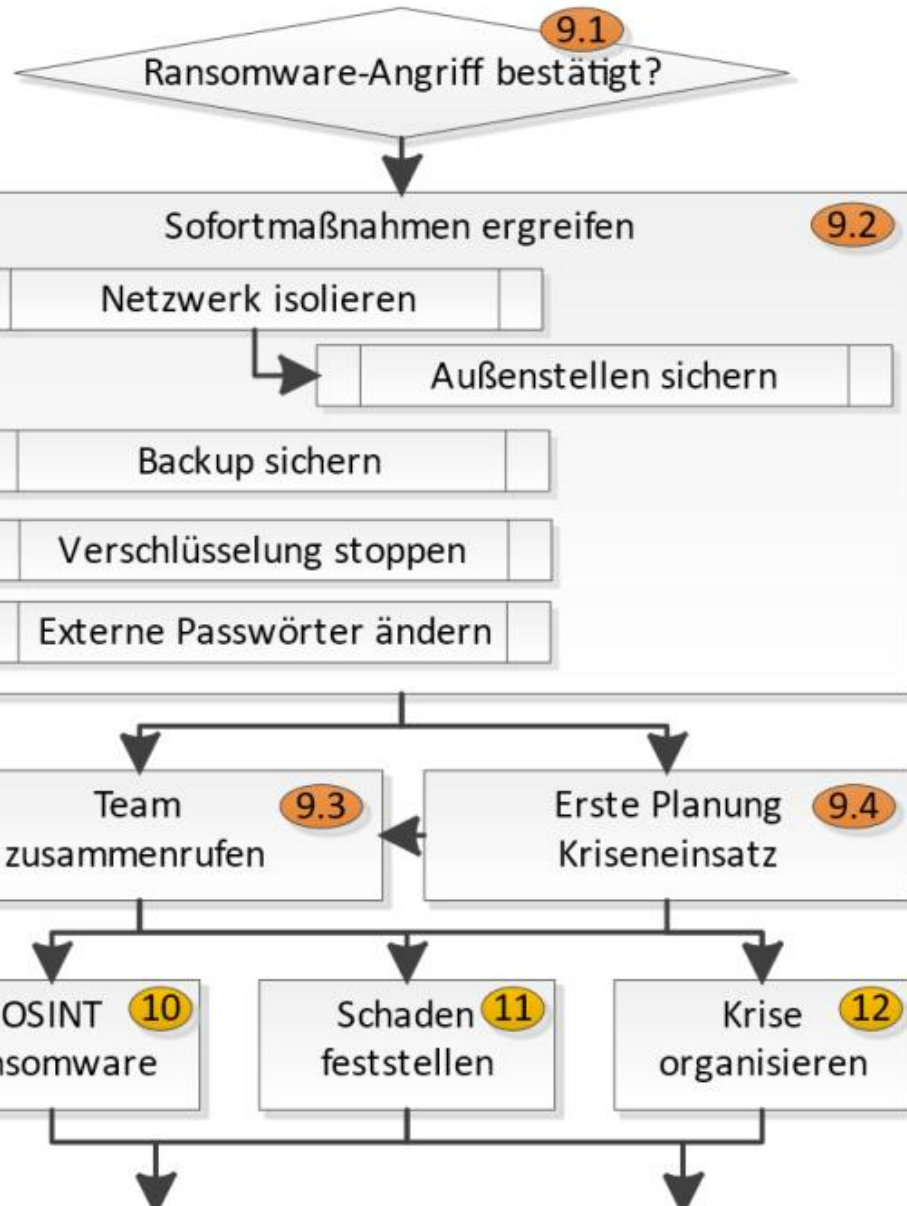 9.1
Ransomware-Angriff bestätigt?
Sofortmaßnahmen ergreifen 9.2
Netzwerk isolieren
Außenstellen sichern
Backup sichern
Verschlüsselung stoppen
Externe Passwörter ändern
Team 9.3
zusammenrufen
Erste Planung 9.4
Kriseneinsatz
OSINT 10
nsomware
Schaden 11
feststellen
Krise 12
organisieren